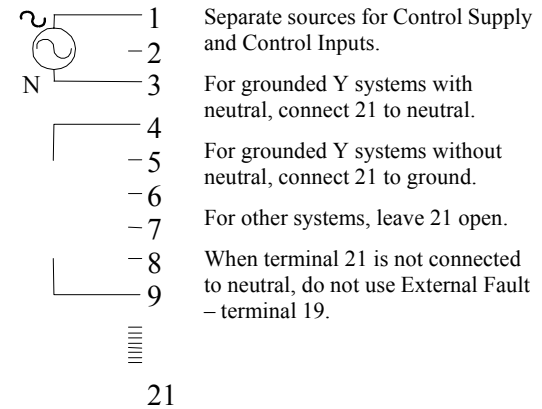 1
2
N
3
4
5
6
7
8
9
21
Separate sources for Control Supply
and Control Inputs.
For grounded Y systems with
neutral, connect 21 to neutral.
For grounded Y systems without
neutral, connect 21 to ground.
For other systems, leave 21 open.
When terminal 21 is not connected
to neutral, do not use External Fault
– terminal 19.